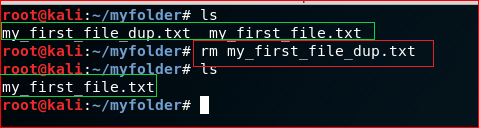 root@kali:~/myfolder# ls
my_first_file_dup.txt  my_first_file.txt
root@kali:~/myfolder# rm my_first_file_dup.txt
root@kali:~/myfolder# ls
my_first_file.txt
root@kali:~/myfolder#